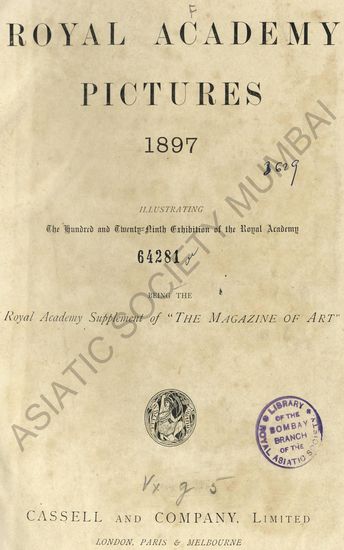 F
ROYAL ACADEMY
PICTURES
1897
3629
ILLUSTRATING
The Hundred and Twenty-Ninth Exhibition of the Royal Academy
64281
BEING THE
Royal Academy Supplement of "THE MAGAZINE OF ART"
ASIATIC SOCIETY MUMBAI
LIBRARY
OF THE
BOMBAY
BRANCH
OF THE
ROYAL ASIATIC SOCIETY
CASSELL AND COMPANY, LIMITED
LONDON, PARIS & MELBOURNE